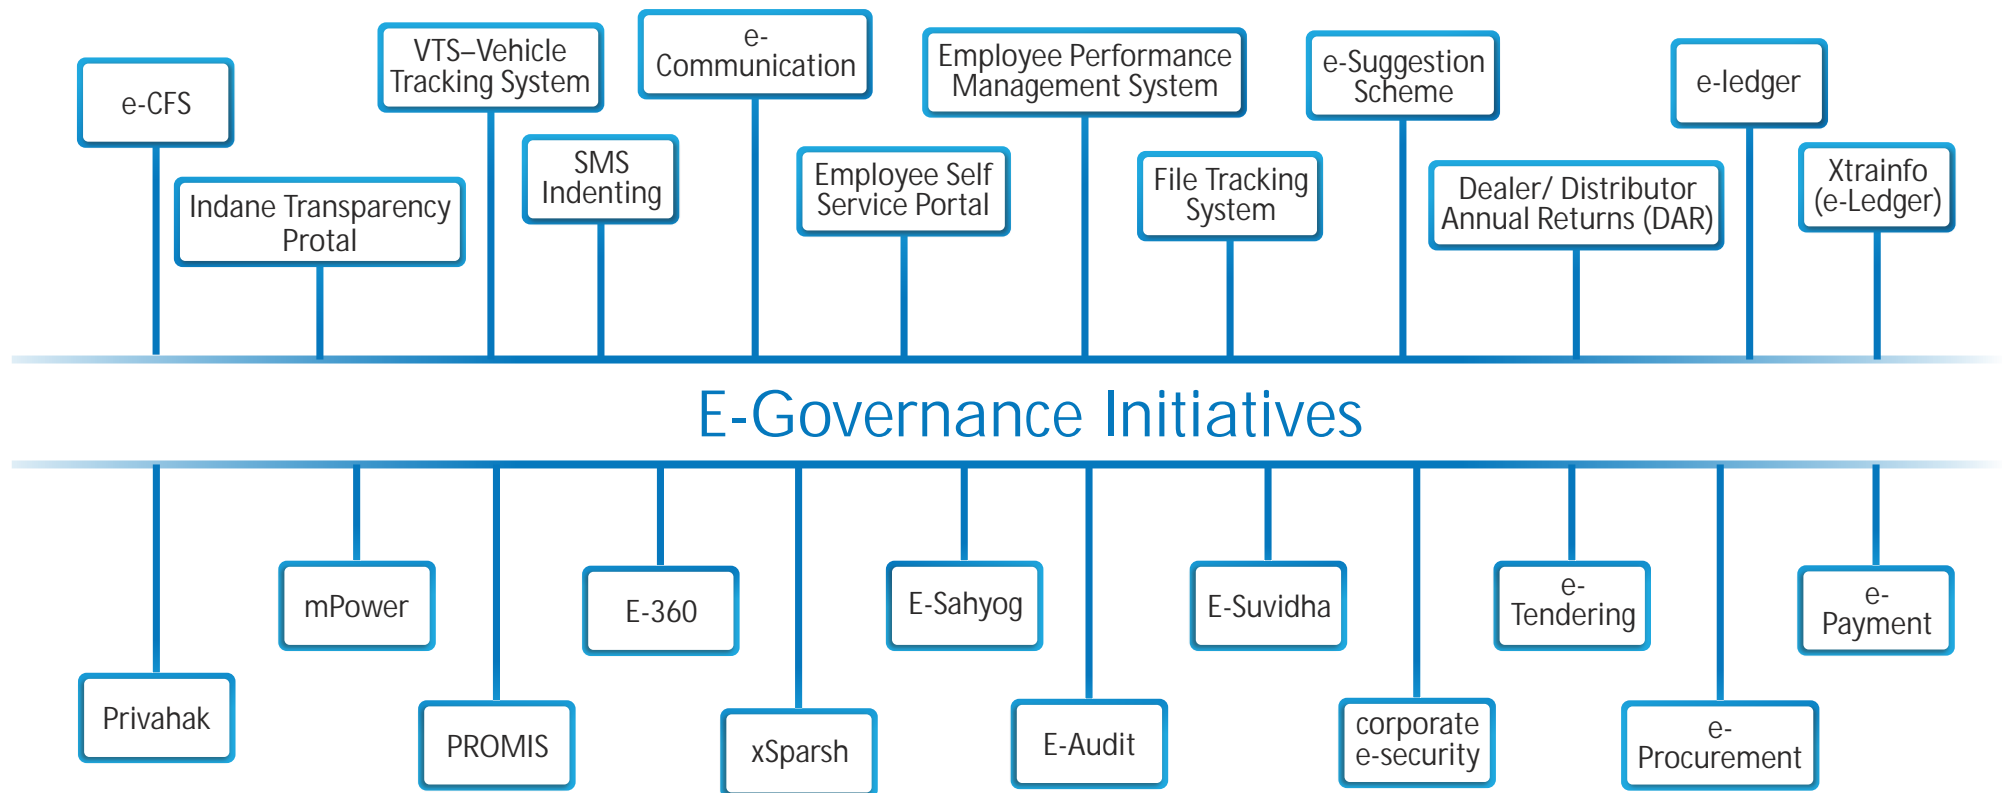 e-CFS
Indane Transparency
Protal
VTS–Vehicle
Tracking System
SMS
Indenting
e-
Communication
Employee Self
Service Portal
Employee Performance
Management System
File Tracking
System
e-Suggestion
Scheme
Dealer/ Distributor
Annual Returns (DAR)
e-ledger
Xtrainfo
(e-Ledger)
E-Governance Initiatives
Privahak
mPower
PROMIS
E-360
xSparsh
E-Sahyog
E-Audit
E-Suvidha
corporate
e-security
e-
Tendering
e-
Procurement
e-
Payment